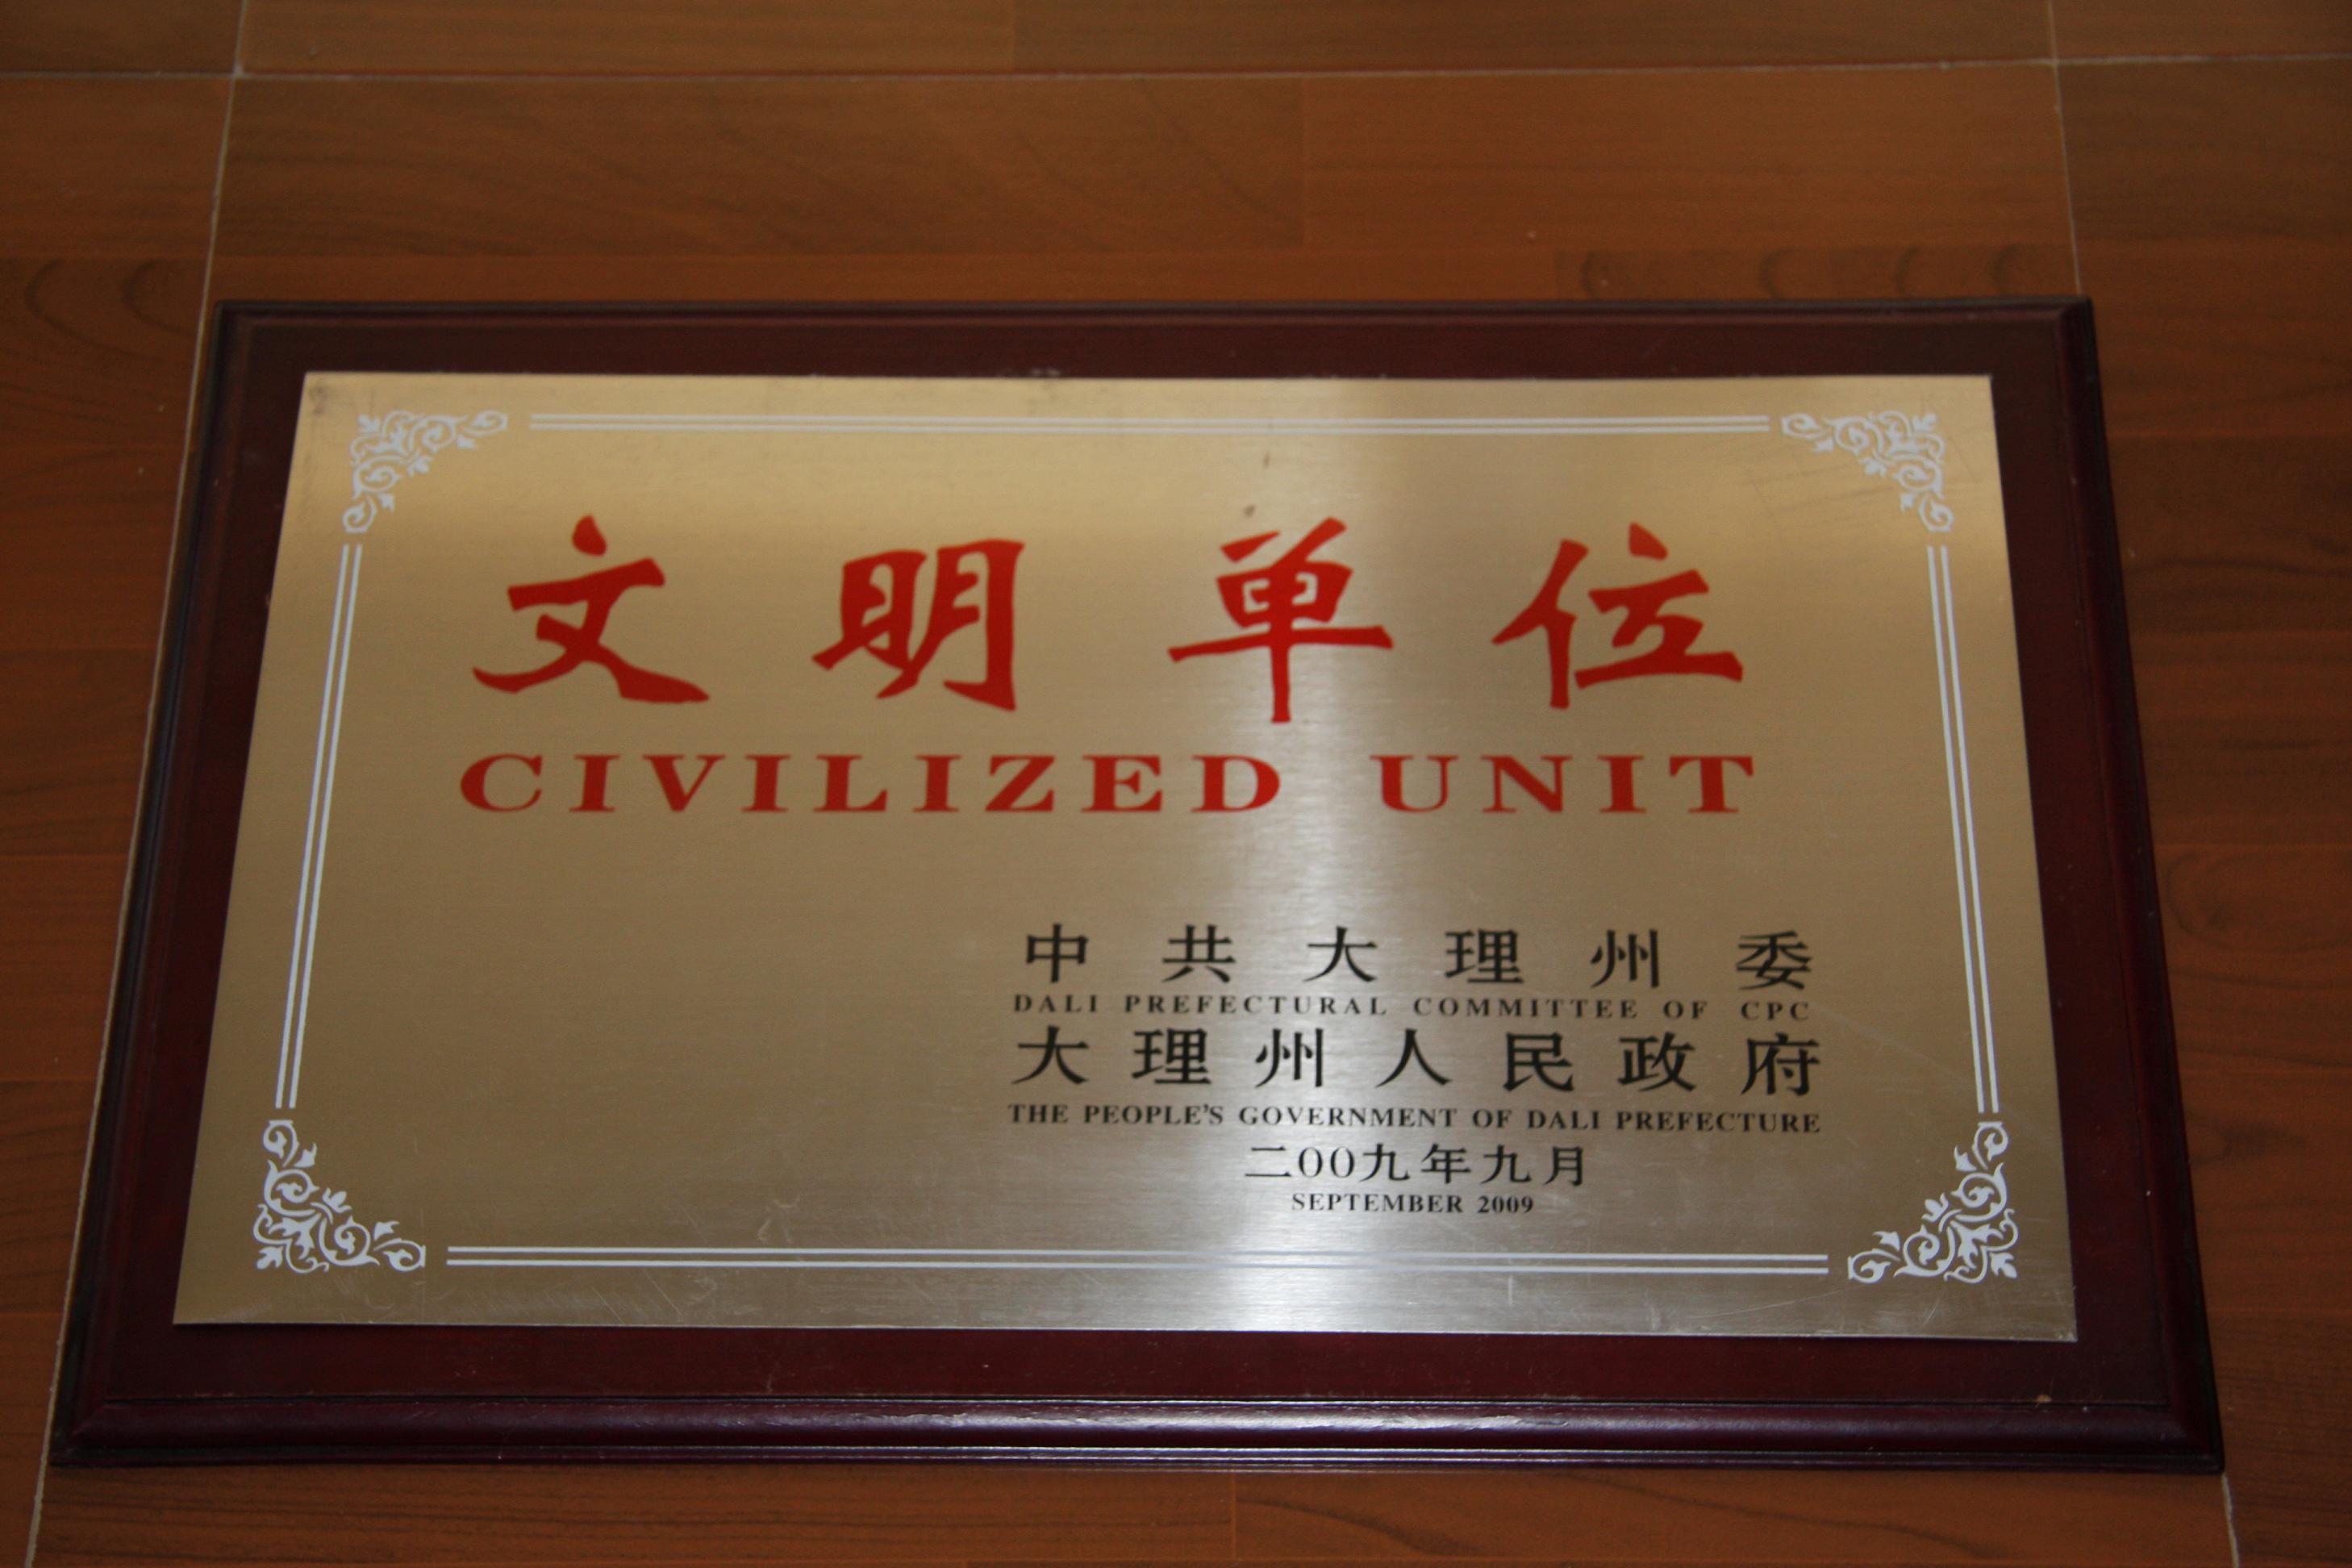 文明单位
CIVILIZED UNIT
中共大理州委
DALI PREFECTURAL COMMITTEE OF CPC
大理州人民政府
THE PEOPLE'S GOVERNMENT OF DALI PREFECTURE
二00九年九月
SEPTEMBER 2009